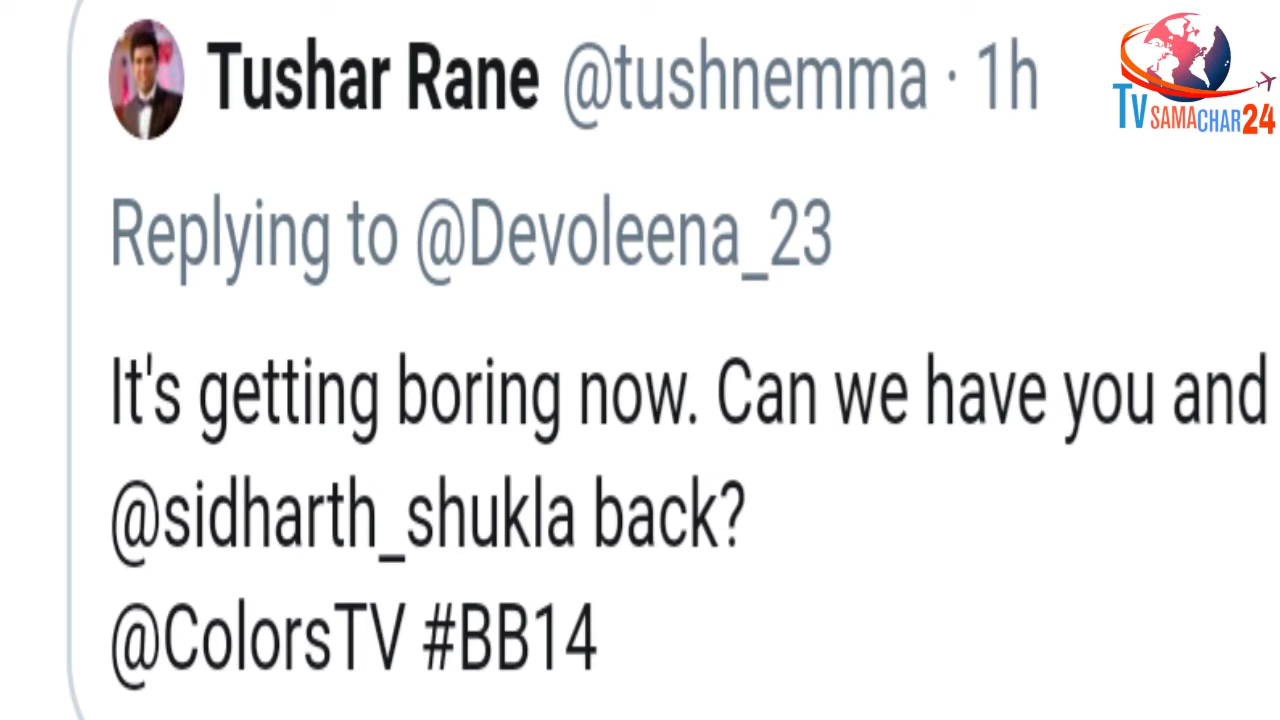 Tushar Rane @tushnemma · 1h
Replying to @Devoleena_23
It's getting boring now. Can we have you and
@sidharth_shukla back?
@ColorsTV #BB14
TV SAMACHAR24